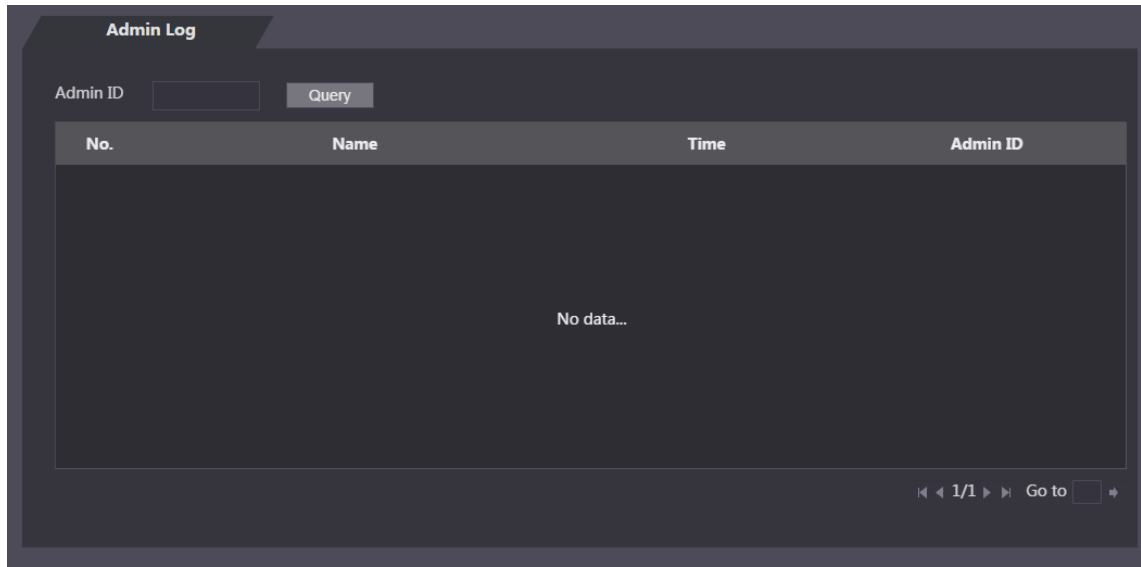 Admin Log
Admin ID Query
No. Name Time Admin ID
No data...
1/1 Go to